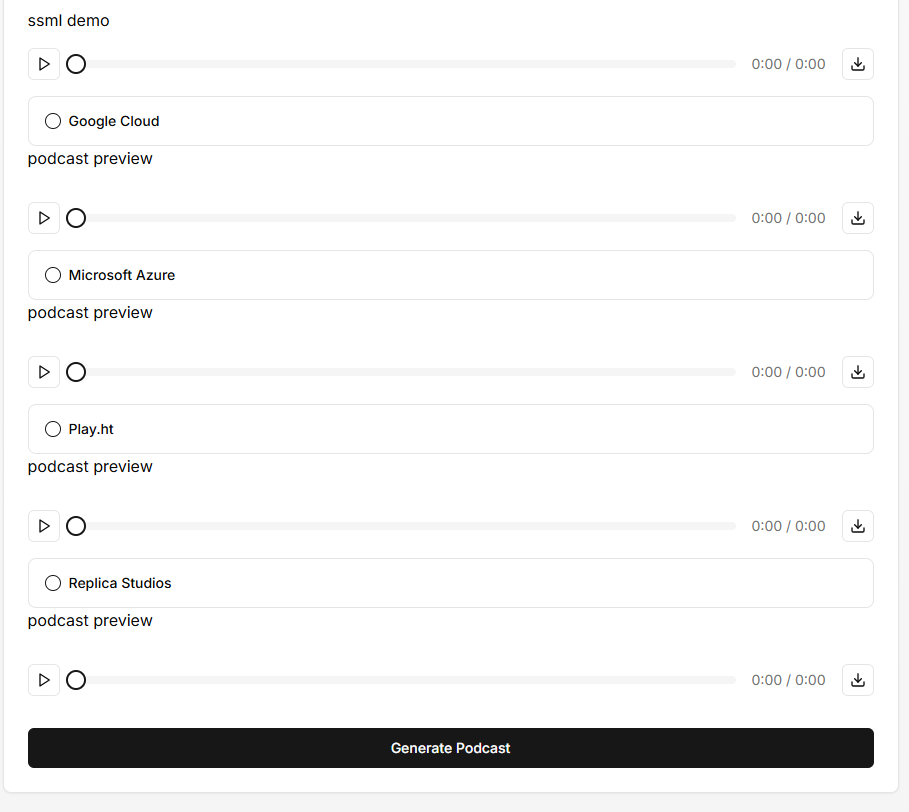 ssml demo
0:00 / 0:00
Google Cloud
podcast preview
0:00 / 0:00
Microsoft Azure
podcast preview
0:00 / 0:00
Play.ht
podcast preview
0:00 / 0:00
Replica Studios
podcast preview
0:00 / 0:00
Generate Podcast